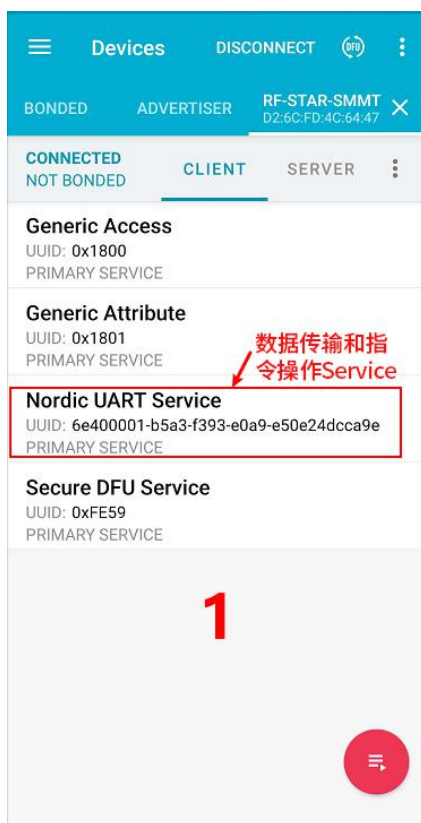 Devices
DISCONNECT
DFU
BONDED
ADVERTISER
RF-STAR-SMMT
D2:6C:FD:4C:64:47
CONNECTED
NOT BONDED
CLIENT
SERVER
Generic Access
UUID: 0x1800
PRIMARY SERVICE
Generic Attribute
UUID: 0x1801
PRIMARY SERVICE
数据传输和指
令操作Service
Nordic UART Service
UUID: 6e400001-b5a3-f393-e0a9-e50e24dcca9e
PRIMARY SERVICE
Secure DFU Service
UUID: 0xFE59
PRIMARY SERVICE
1